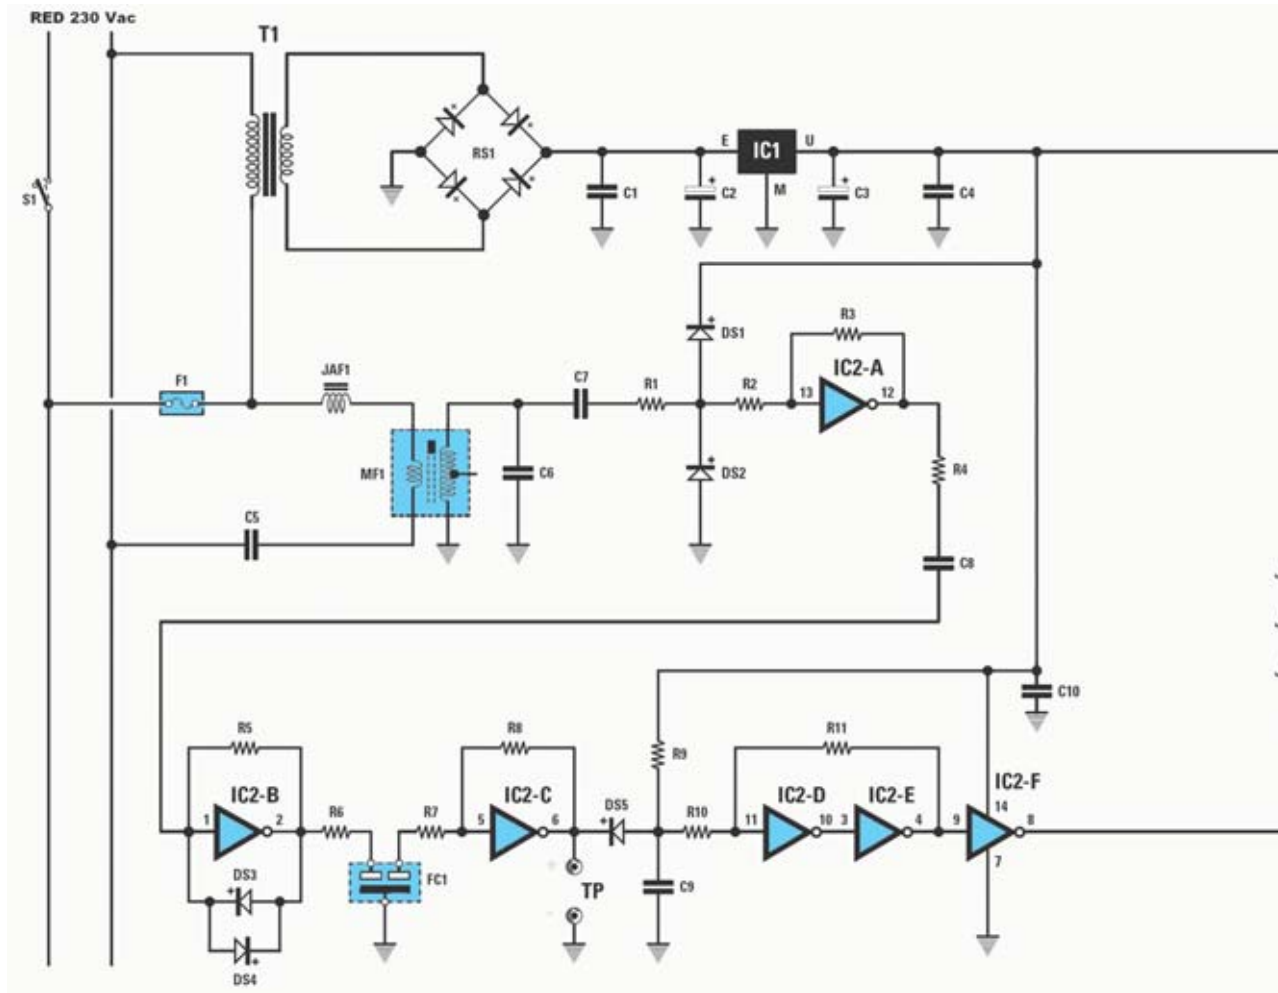 RED 230 Vac
T1
RS1
E
IC1
U
M
C1
C2
C3
C4
S1
DS1
R3
IC2-A
F1
JAF1
C7
R1
R2
13
12
MF1
C6
DS2
R4
C5
C8
C10
R5
R8
R9
R11
IC2-B
IC2-C
IC2-D
IC2-E
IC2-F
14
1
2
R6
R7
5
6
DS5
R10
11
10
3
4
9
8
7
DS3
FC1
TP
C9
DS4